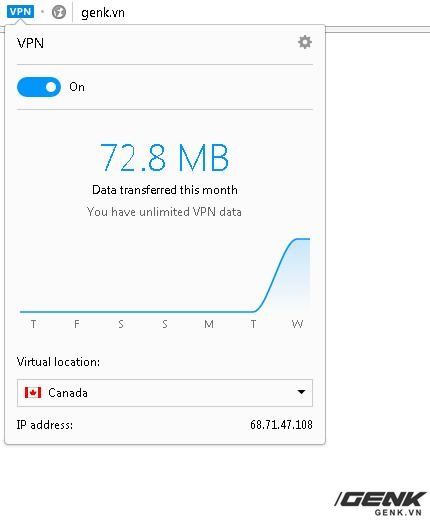 VPN genk.vn
VPN
On
72.8 MB
Data transferred this month
You have unlimited VPN data
T F S S M T W
Virtual location:
Canada
IP address: 68.71.47.108
/GENK
GENK.VN